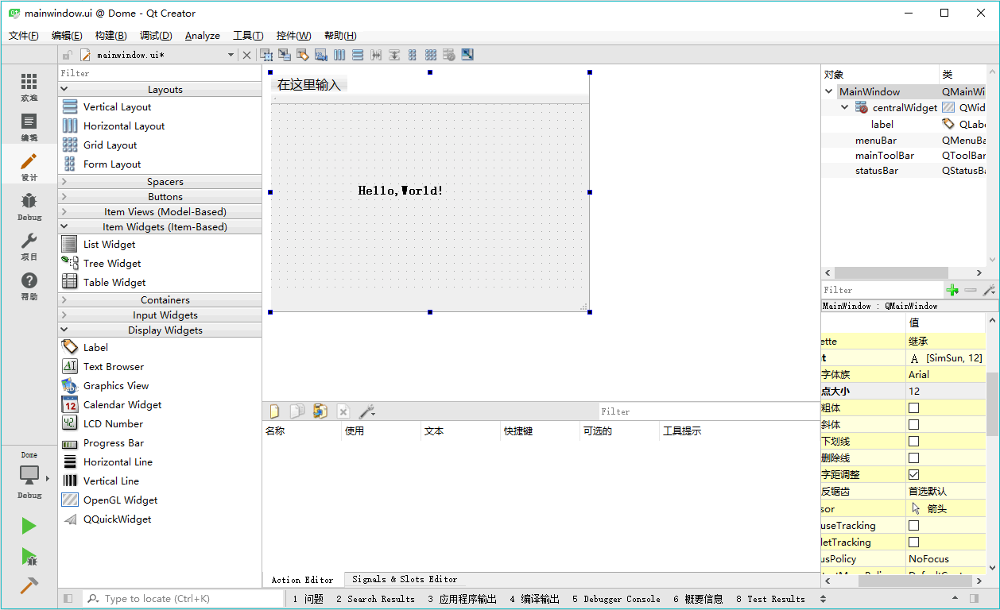 mainwindow.ui @ Dome - Qt Creator
文件(F) 编辑(E) 构建(B) 调试(D) Analyze 工具(T) 控件(W) 帮助(H)
mainwindow.ui*
欢迎
编辑
设计
Debug
项目
帮助
Dome
Debug
Filter
Layouts
Vertical Layout
Horizontal Layout
Grid Layout
Form Layout
Spacers
Buttons
Item Views (Model-Based)
Item Widgets (Item-Based)
List Widget
Tree Widget
Table Widget
Containers
Input Widgets
Display Widgets
Label
Text Browser
Graphics View
Calendar Widget
LCD Number
Progress Bar
Horizontal Line
Vertical Line
OpenGL Widget
QQuickWidget
在这里输入
Hello,World!
Filter
名称 使用 文本 快捷键 可选的 工具提示
Action Editor Signals & Slots Editor
对象 类
MainWindow QMainWi
centralWidget QWid
label QLabe
menuBar QMenuBa
mainToolBar QToolBar
statusBar QStatusBa
Filter
MainWindow : QMainWindow
值
ette 继承
t A [SimSun, 12]
字体族 Arial
点大小 12
粗体
斜体
下划线
删除线
字距调整
反锯齿 首选默认
sor 箭头
useTracking
letTracking
usPolicy NoFocus
Type to locate (Ctrl+K) 1 问题 2 Search Results 3 应用程序输出 4 编译输出 5 Debugger Console 6 概要信息 8 Test Results